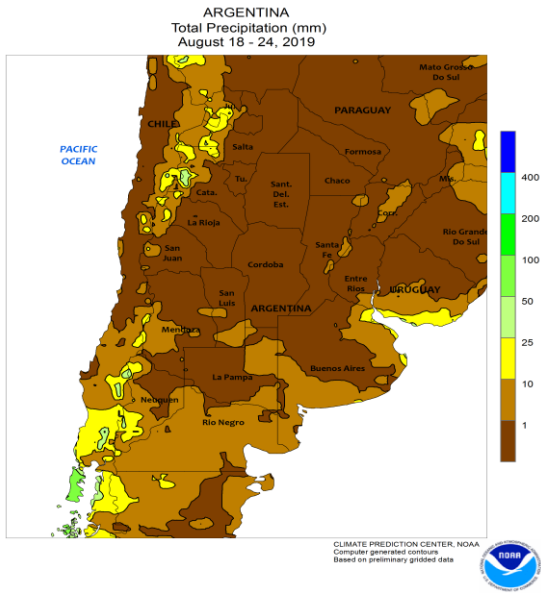 ARGENTINA
Total Precipitation (mm)
August 18 - 24, 2019
Mato Grosso
Do Sul
PARAGUAY
CHILE
PACIFIC
OCEAN
Salta
Formosa
Tu.
Chaco
Mis.
Sant.
Del.
Est.
Cata.
Corr.
La Rioja
Rio Grande
Do Sul
San
Juan
Santa
Fe
Cordoba
Entre
Rios
URUGUAY
San
Luis
ARGENTINA
Mendoza
Buenos Aires
La Pampa
Neuquen
Rio Negro
400
200
100
50
25
10
1
CLIMATE PREDICTION CENTER, NOAA
Computer generated contours
Based on preliminary gridded data
NOAA